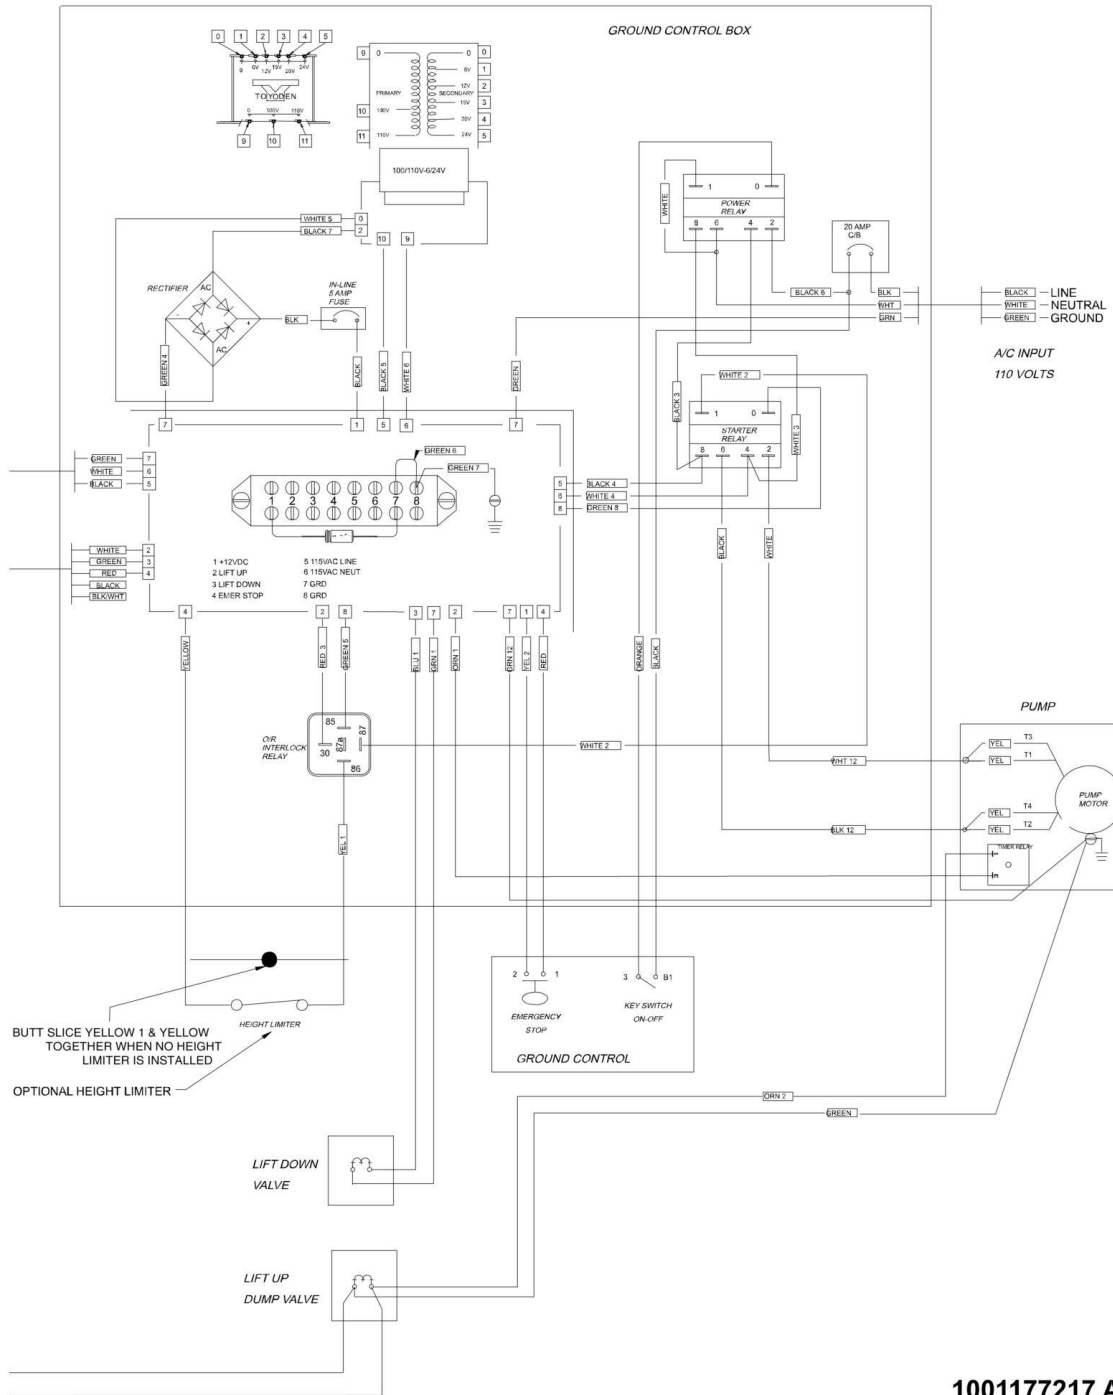 GROUND CONTROL BOX
0 1 2 3 4 5
9 6V 12V 15V 20V 24V
TOYODEN
0 100V 110V
9 10 11
9 0 0 0
6V 1
12V 2
PRIMARY SECONDARY
15V 3
10 100V
20V 4
11 110V 24V 5
100/110V-6/24V
WHITE 5 0
BLACK 7 2
10 9
RECTIFIER
AC
- +
AC
IN-LINE
5 AMP
FUSE
BLK
GREEN 4
BLACK
BLACK 5
WHITE 6
GREEN
WHITE
1 0
POWER
RELAY
8 6 4 2
20 AMP
C/B
BLACK 6
BLK
WHT
GRN
BLACK LINE
WHITE NEUTRAL
GREEN GROUND
A/C INPUT
110 VOLTS
WHITE 2
BLACK 3
WHITE 3
1 0
STARTER
RELAY
8 6 4 2
7 1 5 6 7
GREEN 7
WHITE 6
BLACK 5
GREEN 6
GREEN 7
1 2 3 4 5 6 7 8
5 BLACK 4
6 WHITE 4
8 GREEN 8
BLACK
WHITE
WHITE 2
GREEN 3
RED 4
BLACK
BLK/WHT
1 +12VDC 5 115VAC LINE
2 LIFT UP 6 115VAC NEUT
3 LIFT DOWN 7 GRD
4 EMER STOP 8 GRD
4 2 8 3 7 2 7 1 4
YELLOW
RED 3
GREEN 5
BLU 1
GRN 1
ORN 1
GRN 12
YEL 2
RED
ORANGE
BLACK
O/R
INTERLOCK
RELAY
85
87
87a
30
86
WHITE 2
WHT 12
BLK 12
YEL 1
PUMP
YEL T3
YEL T1
YEL T4
YEL T2
PUMP
MOTOR
TIMER RELAY
2 1
EMERGENCY
STOP
3 B1
KEY SWITCH
ON-OFF
GROUND CONTROL
HEIGHT LIMITER
BUTT SLICE YELLOW 1 & YELLOW
TOGETHER WHEN NO HEIGHT
LIMITER IS INSTALLED
OPTIONAL HEIGHT LIMITER
ORN 2
GREEN
LIFT DOWN
VALVE
LIFT UP
DUMP VALVE
1001177217 A